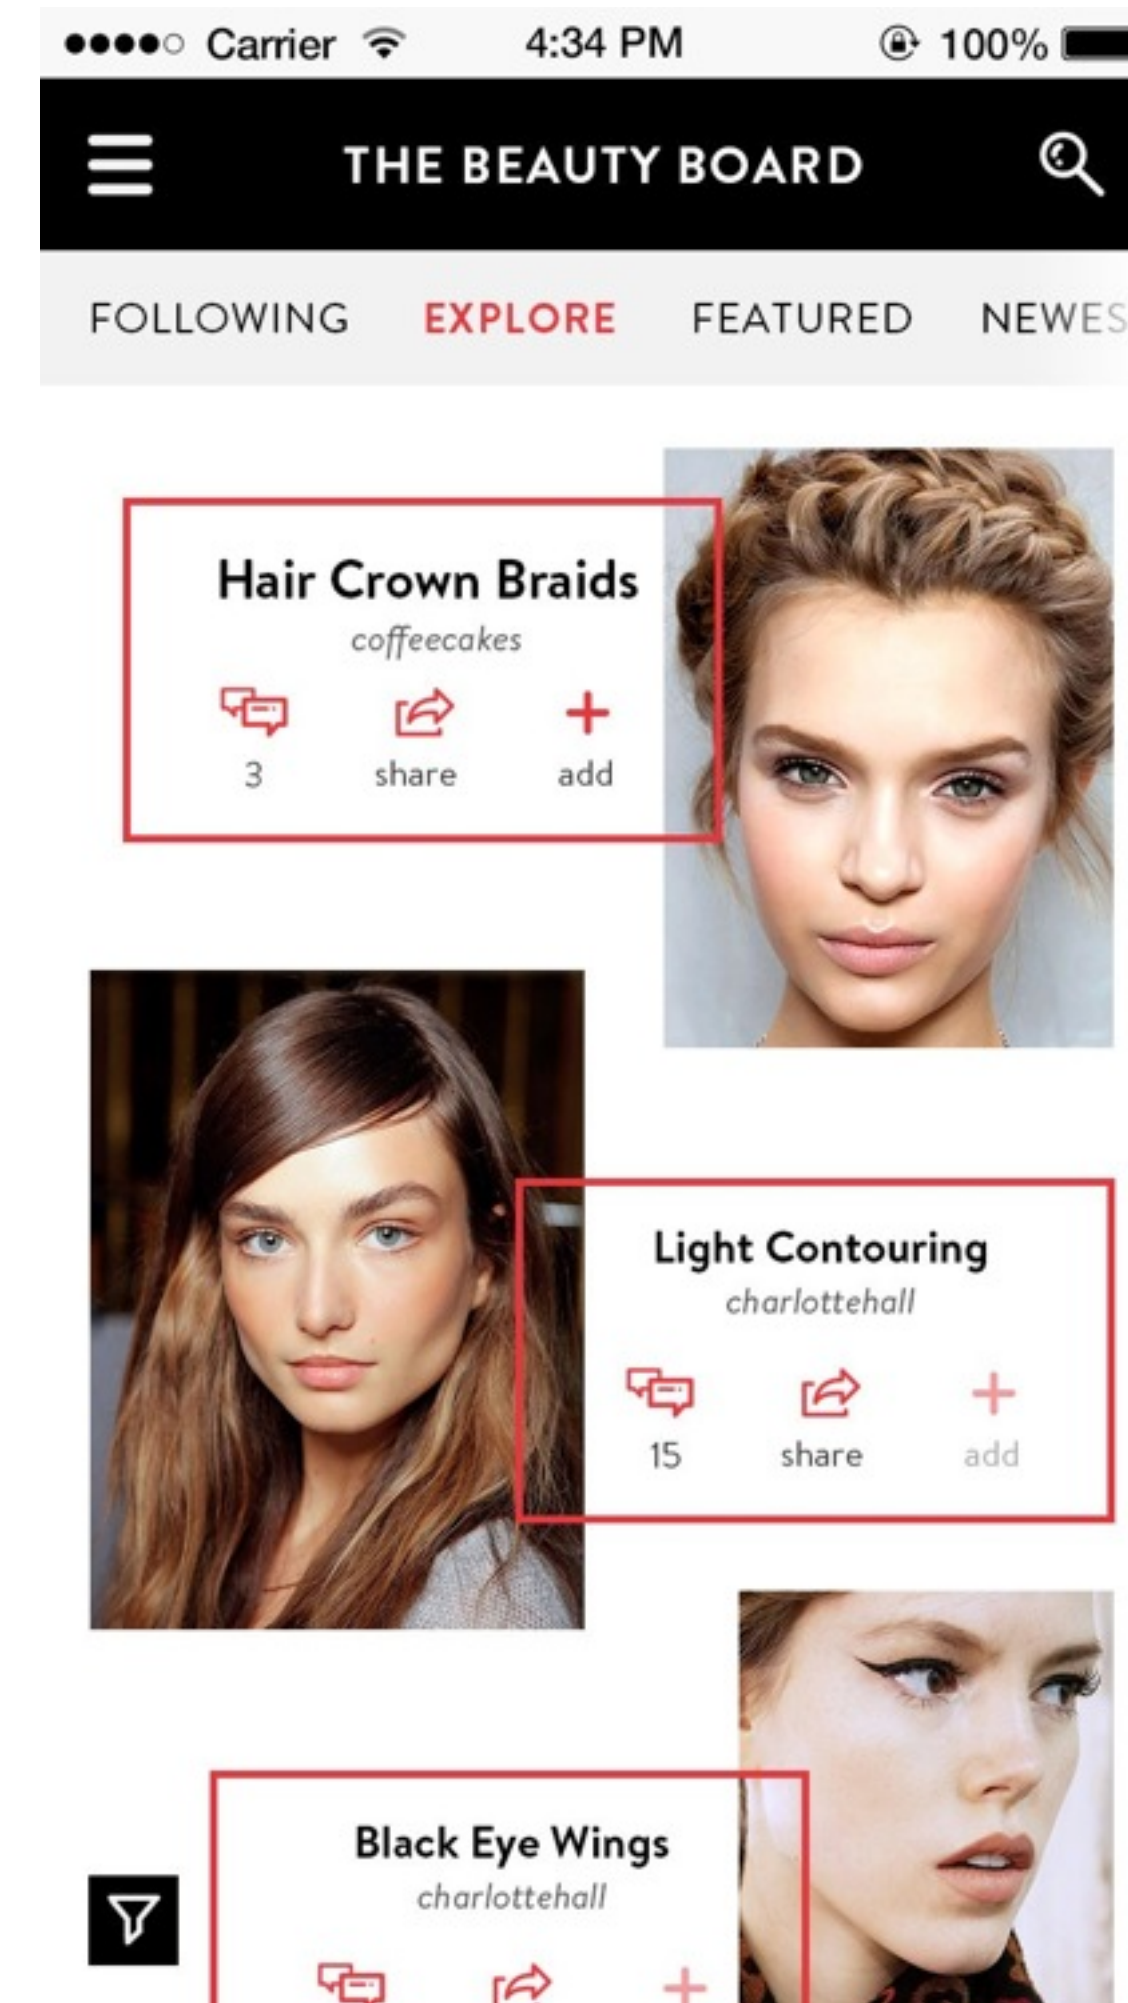 Carrier 4:34 PM 100%
THE BEAUTY BOARD
FOLLOWING EXPLORE FEATURED NEWES
Hair Crown Braids
coffeecakes
3 share add
Light Contouring
charlottehall
15 share add
Black Eye Wings
charlottehall